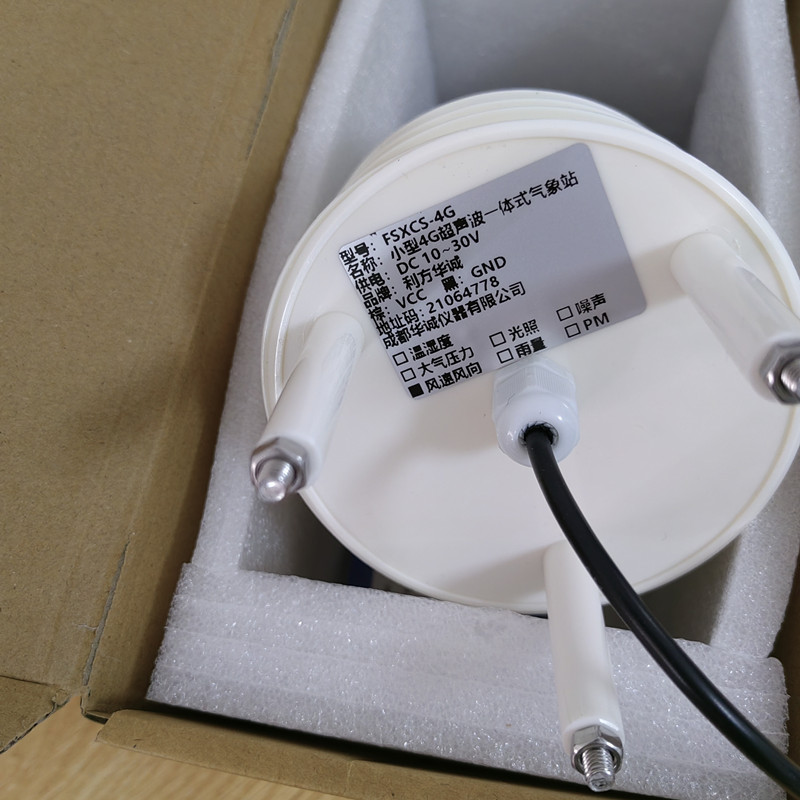 型号: FSXCS-4G
名称: 小型4G超声波一体式气象站
供电: DC 10~30V
品牌: 利方华诚
棕: VCC 黑: GND
地址码: 21064778
成都华诚仪器有限公司
□ 温湿度 □ 光照 □ 噪声
□ 大气压力 □ 雨量 □ PM
■ 风速风向